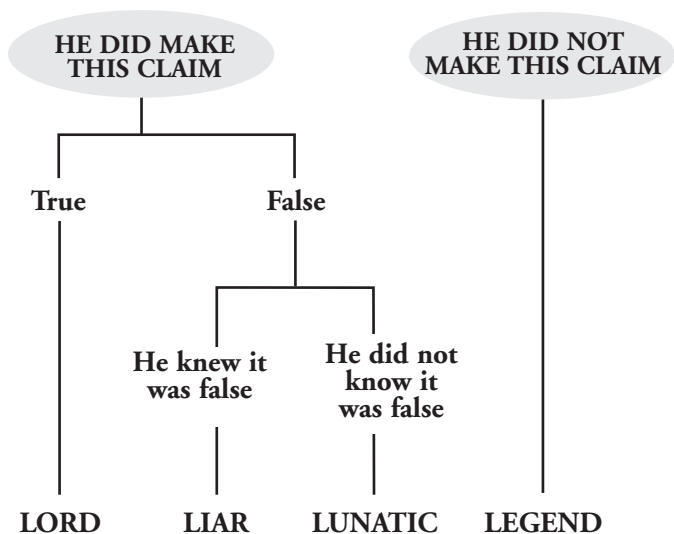 HE DID MAKE
THIS CLAIM
HE DID NOT
MAKE THIS CLAIM
True
False
He knew it
was false
He did not
know it
was false
LORD
LIAR
LUNATIC
LEGEND